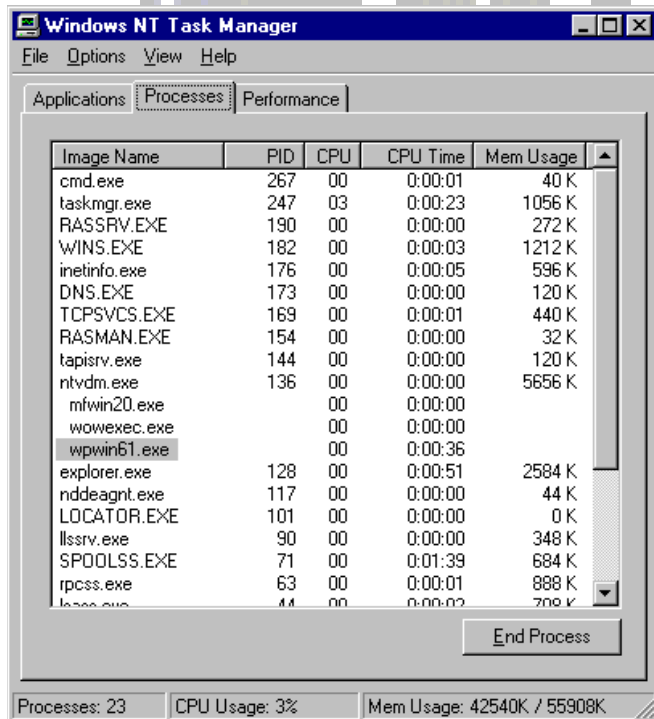 Windows NT Task Manager
File Options View Help
Applications Processes Performance
Image Name PID CPU CPU Time Mem Usage
cmd.exe 267 00 0:00:01 40 K
taskmgr.exe 247 03 0:00:23 1056 K
RASSRV.EXE 190 00 0:00:00 272 K
WINS.EXE 182 00 0:00:03 1212 K
inetinfo.exe 176 00 0:00:05 596 K
DNS.EXE 173 00 0:00:00 120 K
TCPSVCS.EXE 169 00 0:00:01 440 K
RASMAN.EXE 154 00 0:00:00 32 K
tapisrv.exe 144 00 0:00:00 120 K
ntvdm.exe 136 00 0:00:00 5656 K
mfwin20.exe 00 0:00:00
wowexec.exe 00 0:00:00
wpwin61.exe 00 0:00:36
explorer.exe 128 00 0:00:51 2584 K
nddeagnt.exe 117 00 0:00:00 44 K
LOCATOR.EXE 101 00 0:00:00 0 K
llssrv.exe 90 00 0:00:00 348 K
SPOOLSS.EXE 71 00 0:01:39 684 K
rpcss.exe 63 00 0:00:01 888 K
End Process
Processes: 23 CPU Usage: 3% Mem Usage: 42540K / 55908K